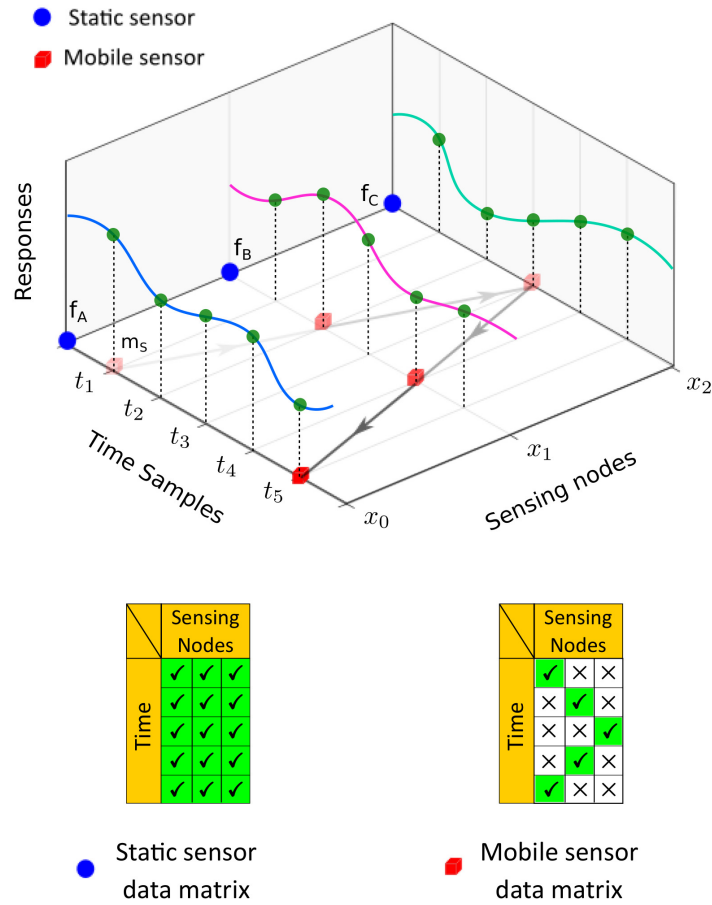 Static sensor
Mobile sensor
Responses
f_A
f_B
f_C
m_S
t_1
t_2
t_3
t_4
t_5
Time Samples
x_0
x_1
x_2
Sensing nodes
Sensing
Nodes
Time
✓ ✓ ✓
✓ ✓ ✓
✓ ✓ ✓
✓ ✓ ✓
✓ ✓ ✓
Sensing
Nodes
Time
✓ × ×
× ✓ ×
× × ✓
× ✓ ×
✓ × ×
Static sensor
data matrix
Mobile sensor
data matrix